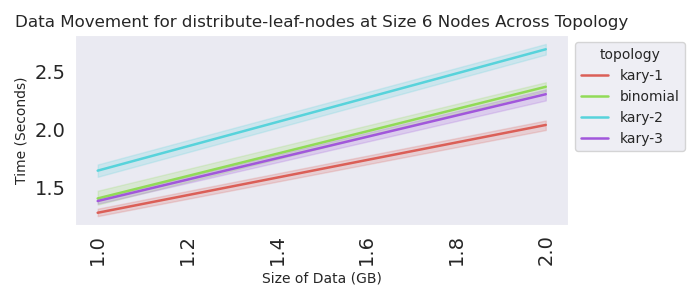 Data Movement for distribute-leaf-nodes at Size 6 Nodes Across Topology
Time (Seconds)
2.5
2.0
1.5
1.0
1.2
1.4
1.6
1.8
2.0
Size of Data (GB)
topology
kary-1
binomial
kary-2
kary-3